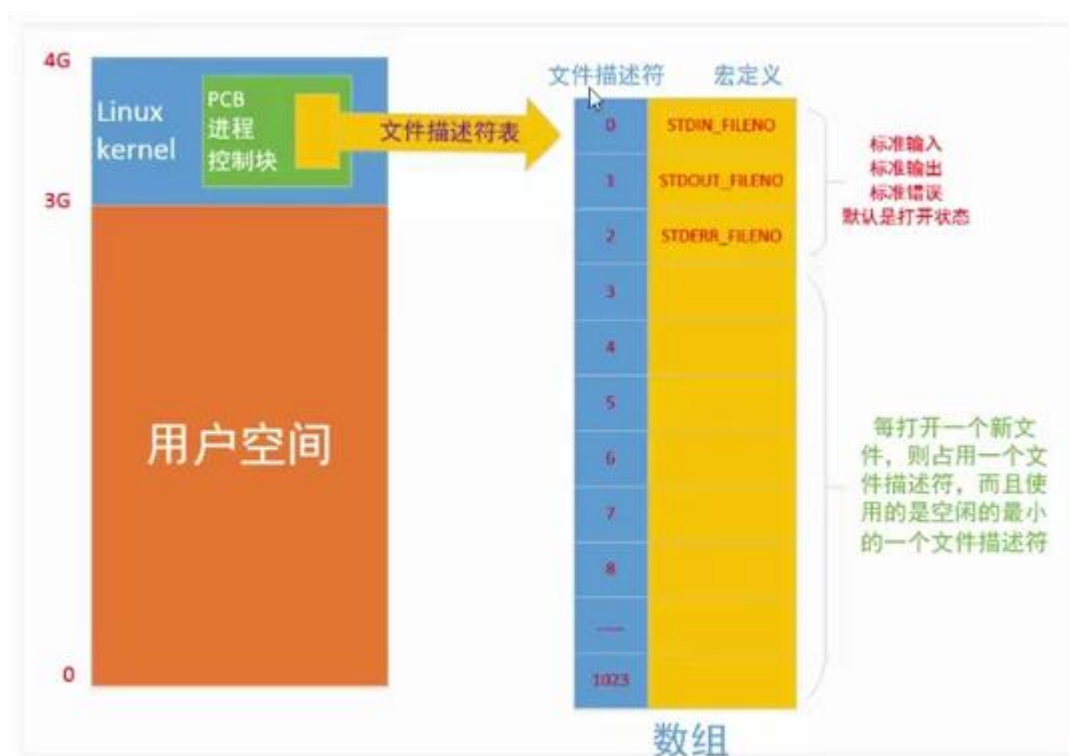 4G
Linux
kernel
PCB
进程
控制块
3G
用户空间
0
文件描述符表
文件描述符 宏定义
0 STDIN_FILENO
1 STDOUT_FILENO
2 STDERR_FILENO
3
4
5
6
7
8
......
1023
数组
标准输入
标准输出
标准错误
默认是打开状态
每打开一个新文
件，则占用一个文
件描述符，而且使
用的是空闲的最小
的一个文件描述符